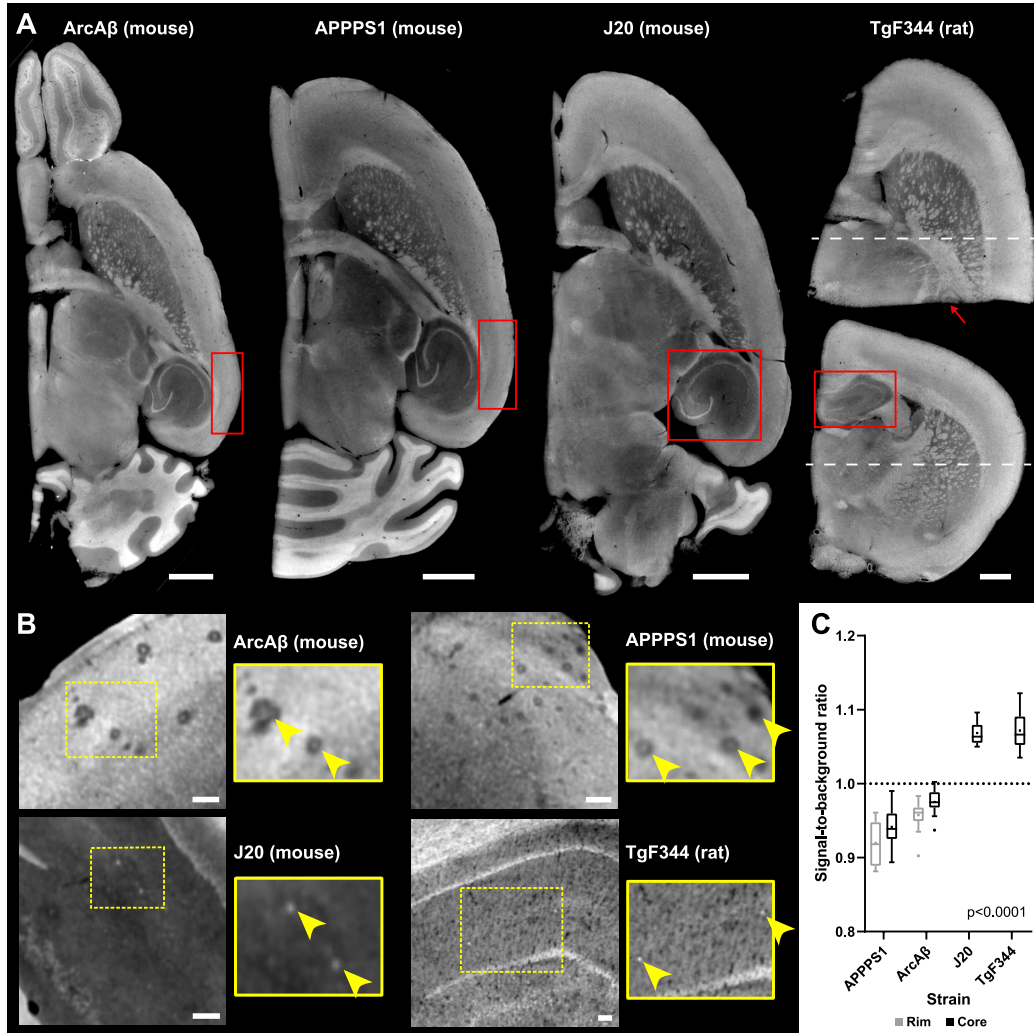 A
ArcAβ (mouse)
APPPS1 (mouse)
J20 (mouse)
TgF344 (rat)
B
ArcAβ (mouse)
APPPS1 (mouse)
J20 (mouse)
TgF344 (rat)
C
Signal-to-background ratio
1.2
1.1
1.0
0.9
0.8
p<0.0001
APPPS1
ArcAβ
J20
TgF344
Strain
Rim
Core